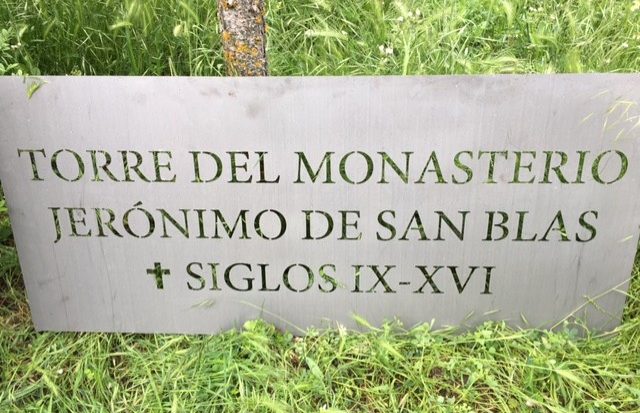 TORRE DEL MONASTERIO
JERÓNIMO DE SAN BLAS
✝ SIGLOS IX-XVI